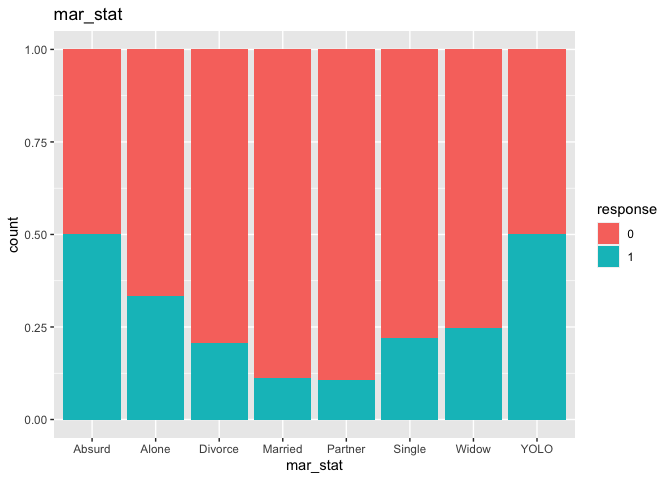 mar_stat
1.00
0.75
0.50
0.25
0.00
count
Absurd Alone Divorce Married Partner Single Widow YOLO
mar_stat
response
0
1